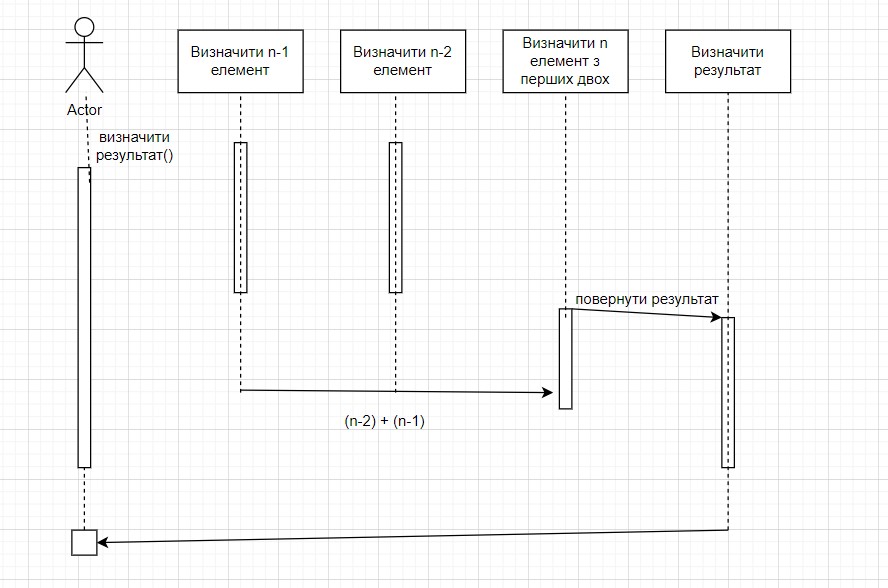 Визначити n-1
елемент
Визначити n-2
елемент
Визначити n
елемент з
перших двох
Визначити
результат
Actor
визначити
результат()
повернути результат
(n-2) + (n-1)